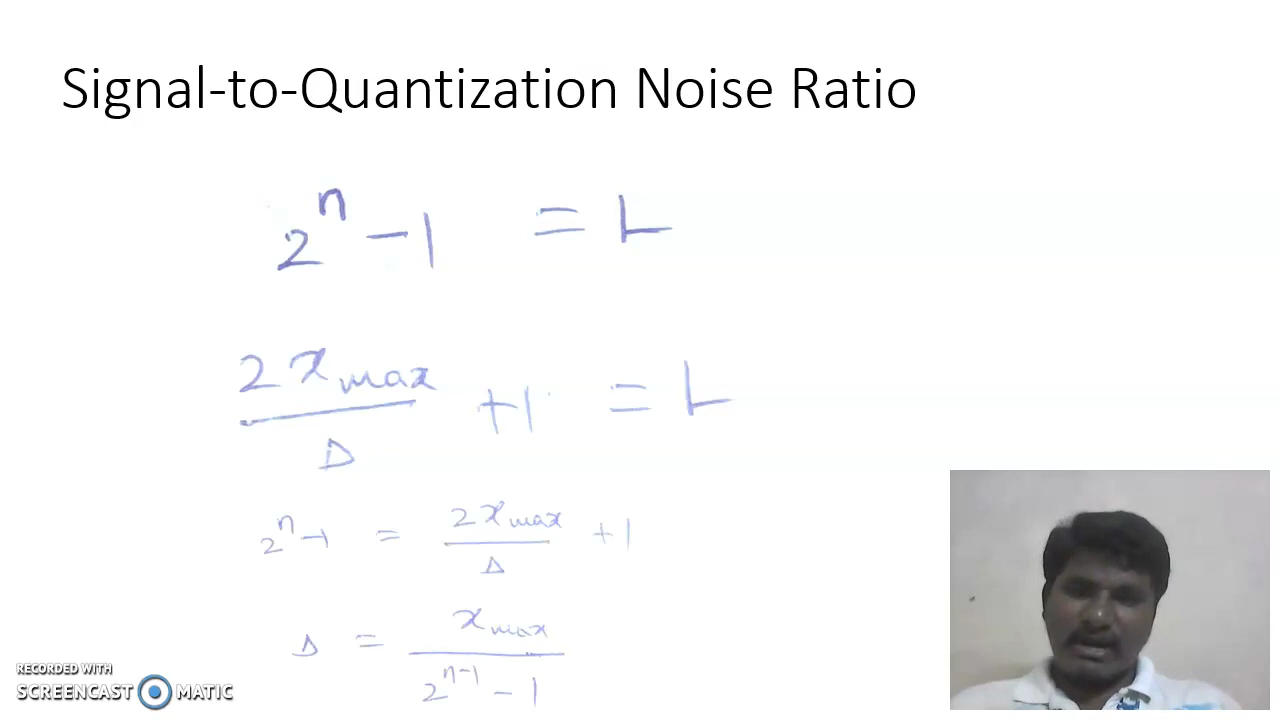 Signal-to-Quantization Noise Ratio
2^n - 1 = L
2x_max / Δ + 1 = L
2^n - 1 = 2x_max / Δ + 1
Δ = x_max / 2^(n-1) - 1
RECORDED WITH
SCREENCAST MATIC